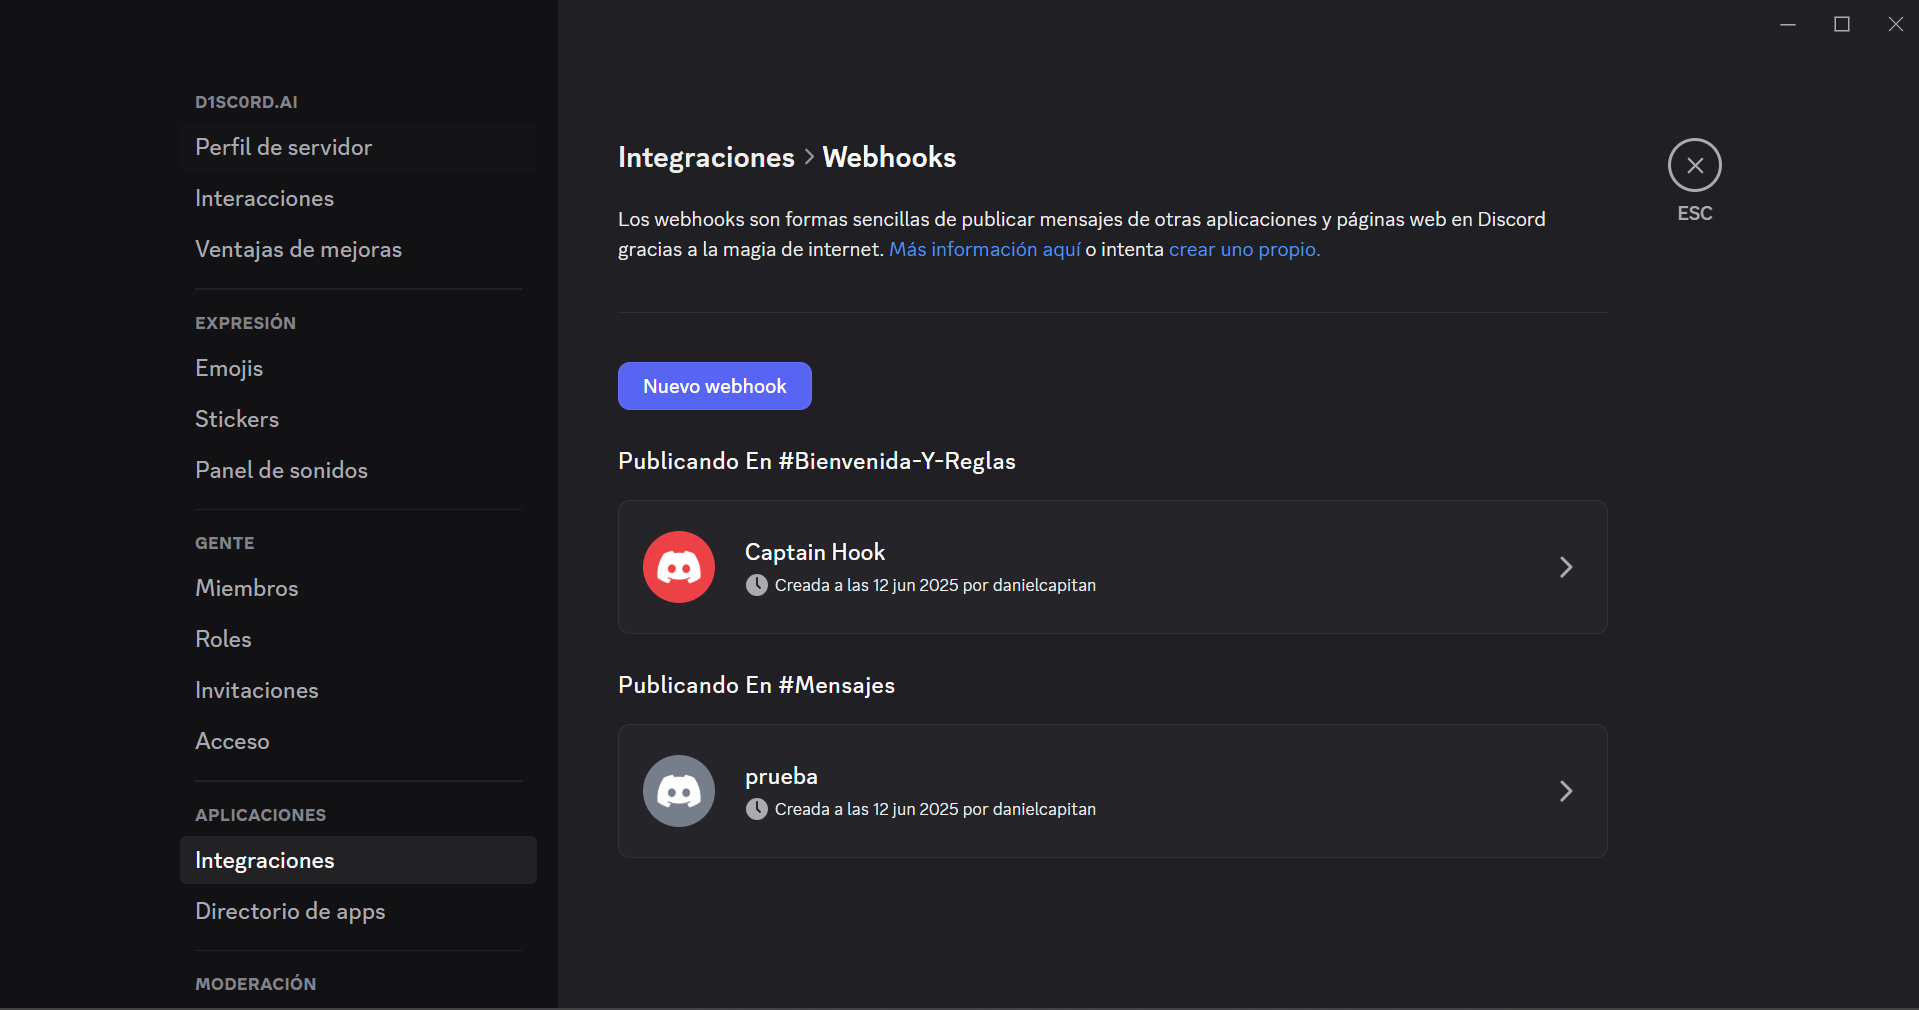 D1SC0RD.AI
Perfil de servidor
Interacciones
Ventajas de mejoras
EXPRESIÓN
Emojis
Stickers
Panel de sonidos
GENTE
Miembros
Roles
Invitaciones
Acceso
APLICACIONES
Integraciones
Directorio de apps
MODERACIÓN
Integraciones > Webhooks
Los webhooks son formas sencillas de publicar mensajes de otras aplicaciones y páginas web en Discord
gracias a la magia de internet. Más información aquí o intenta crear uno propio.
ESC
Nuevo webhook
Publicando En #Bienvenida-Y-Reglas
Captain Hook
Creada a las 12 jun 2025 por danielcapitan
Publicando En #Mensajes
prueba
Creada a las 12 jun 2025 por danielcapitan